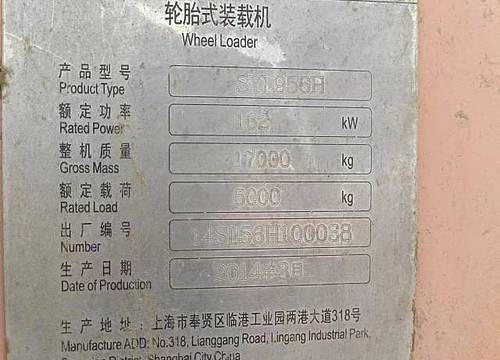 轮胎式装载机
Wheel Loader
产品型号 SYL956H
Product Type
额定功率 162 kW
Rated Power
整机质量 17000 kg
Gross Mass
额定载荷 5000 kg
Rated Load
出厂编号 14SY56H100038
Number
生产日期 2014年3月
Date of Production
生产地址：上海市奉贤区临港工业园两港大道318号
Manufacture ADD: No.318, Lianggang Road, Lingang Industrial Park,
District, Shanghai City China